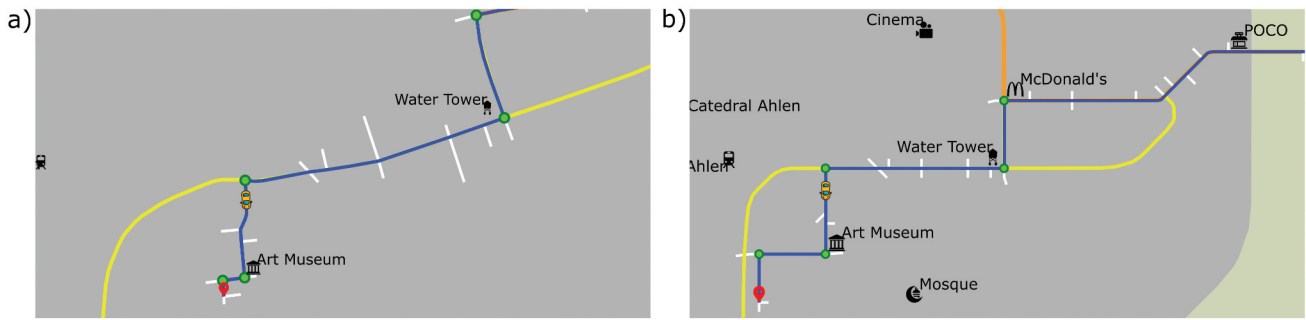 a)
Water Tower
Art Museum
b)
Cinema
POCO
McDonald's
Catedral Ahlen
Water Tower
Ahlen
Art Museum
Mosque